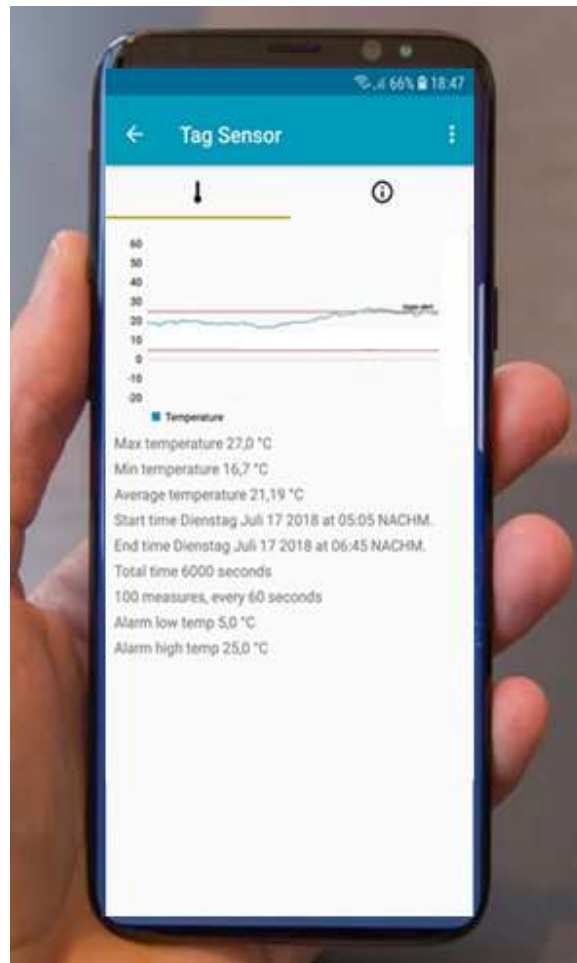 66% 18:47
Tag Sensor
60
50
40
30
20
10
0
-10
-20
Temperature
Max temperature 27,0 °C
Min temperature 16,7 °C
Average temperature 21,19 °C
Start time Dienstag Juli 17 2018 at 05:05 NACHM.
End time Dienstag Juli 17 2018 at 06:45 NACHM.
Total time 6000 seconds
100 measures, every 60 seconds
Alarm low temp 5,0 °C
Alarm high temp 25,0 °C